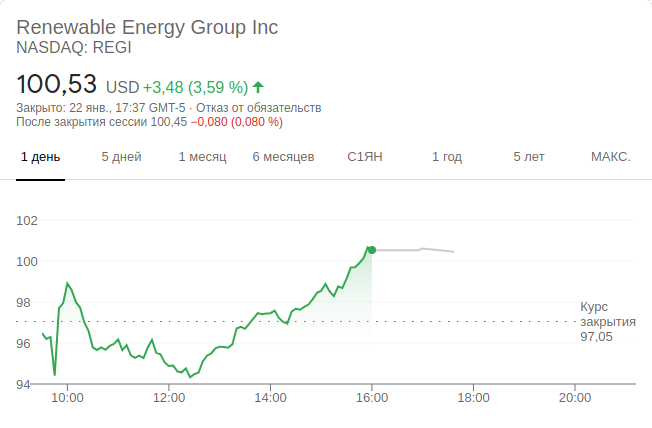 Renewable Energy Group Inc
NASDAQ: REGI
100,53 USD +3,48 (3,59 %)
Закрыто: 22 янв., 17:37 GMT-5 · Отказ от обязательств
После закрытия сессии 100,45 −0,080 (0,080 %)
1 день 5 дней 1 месяц 6 месяцев С1ЯН 1 год 5 лет МАКС.
102
100
98
96
94
Курс
закрытия
97,05
10:00 12:00 14:00 16:00 18:00 20:00